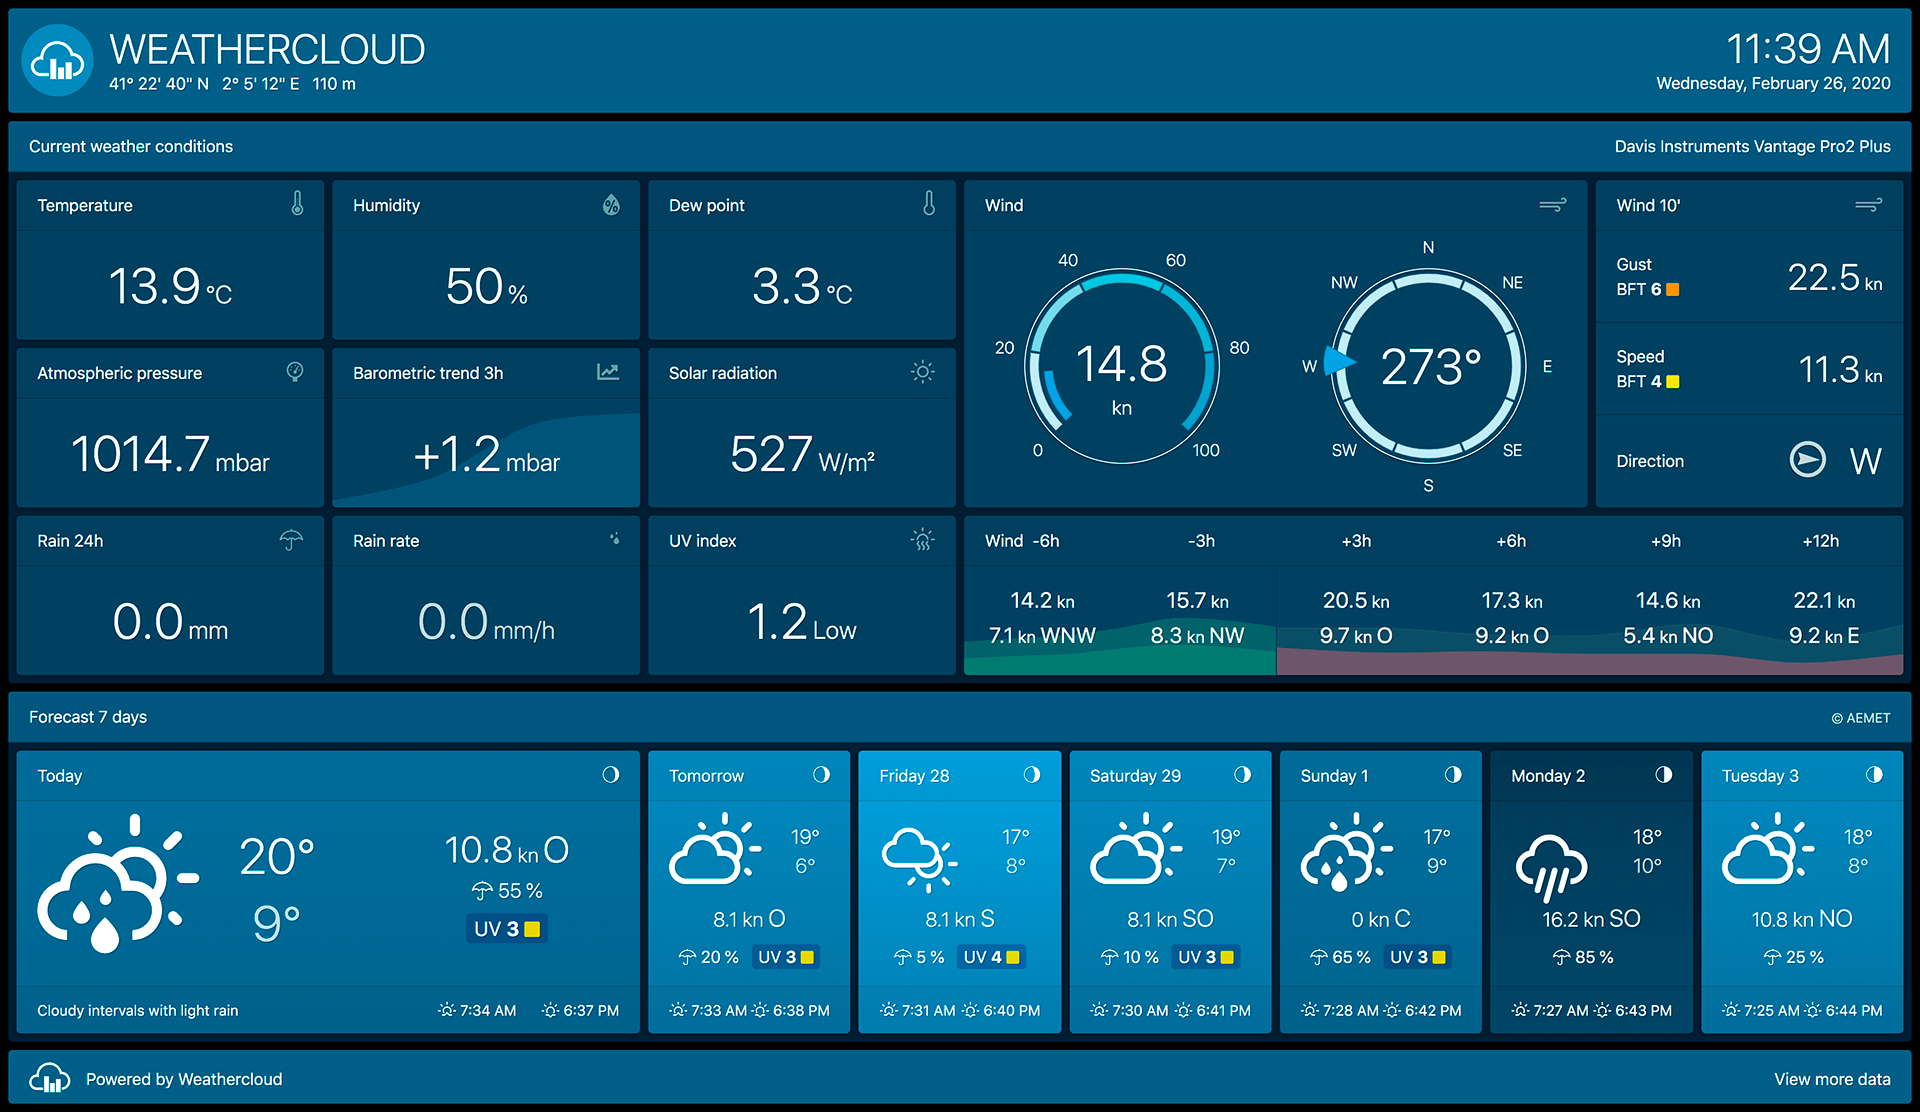 WEATHERCLOUD
41° 22' 40" N 2° 5' 12" E 110 m
11:39 AM
Wednesday, February 26, 2020
Current weather conditions
Davis Instruments Vantage Pro2 Plus
Temperature
13.9 °C
Humidity
50 %
Dew point
3.3 °C
Wind
0
20
40
60
80
100
14.8
kn
N
NE
E
SE
S
SW
W
NW
273°
Wind 10'
Gust
BFT 6
22.5 kn
Speed
BFT 4
11.3 kn
Direction
W
Atmospheric pressure
1014.7 mbar
Barometric trend 3h
+1.2 mbar
Solar radiation
527 W/m²
Rain 24h
0.0 mm
Rain rate
0.0 mm/h
UV index
1.2 Low
Wind -6h -3h +3h +6h +9h +12h
14.2 kn 15.7 kn 20.5 kn 17.3 kn 14.6 kn 22.1 kn
7.1 kn WNW 8.3 kn NW 9.7 kn O 9.2 kn O 5.4 kn NO 9.2 kn E
Forecast 7 days
© AEMET
Today
20°
9°
10.8 kn O
55 %
UV 3
Cloudy intervals with light rain
7:34 AM 6:37 PM
Tomorrow
19°
6°
8.1 kn O
20 % UV 3
7:33 AM 6:38 PM
Friday 28
17°
8°
8.1 kn S
5 % UV 4
7:31 AM 6:40 PM
Saturday 29
19°
7°
8.1 kn SO
10 % UV 3
7:30 AM 6:41 PM
Sunday 1
17°
9°
0 kn C
65 % UV 3
7:28 AM 6:42 PM
Monday 2
18°
10°
16.2 kn SO
85 %
7:27 AM 6:43 PM
Tuesday 3
18°
8°
10.8 kn NO
25 %
7:25 AM 6:44 PM
Powered by Weathercloud
View more data